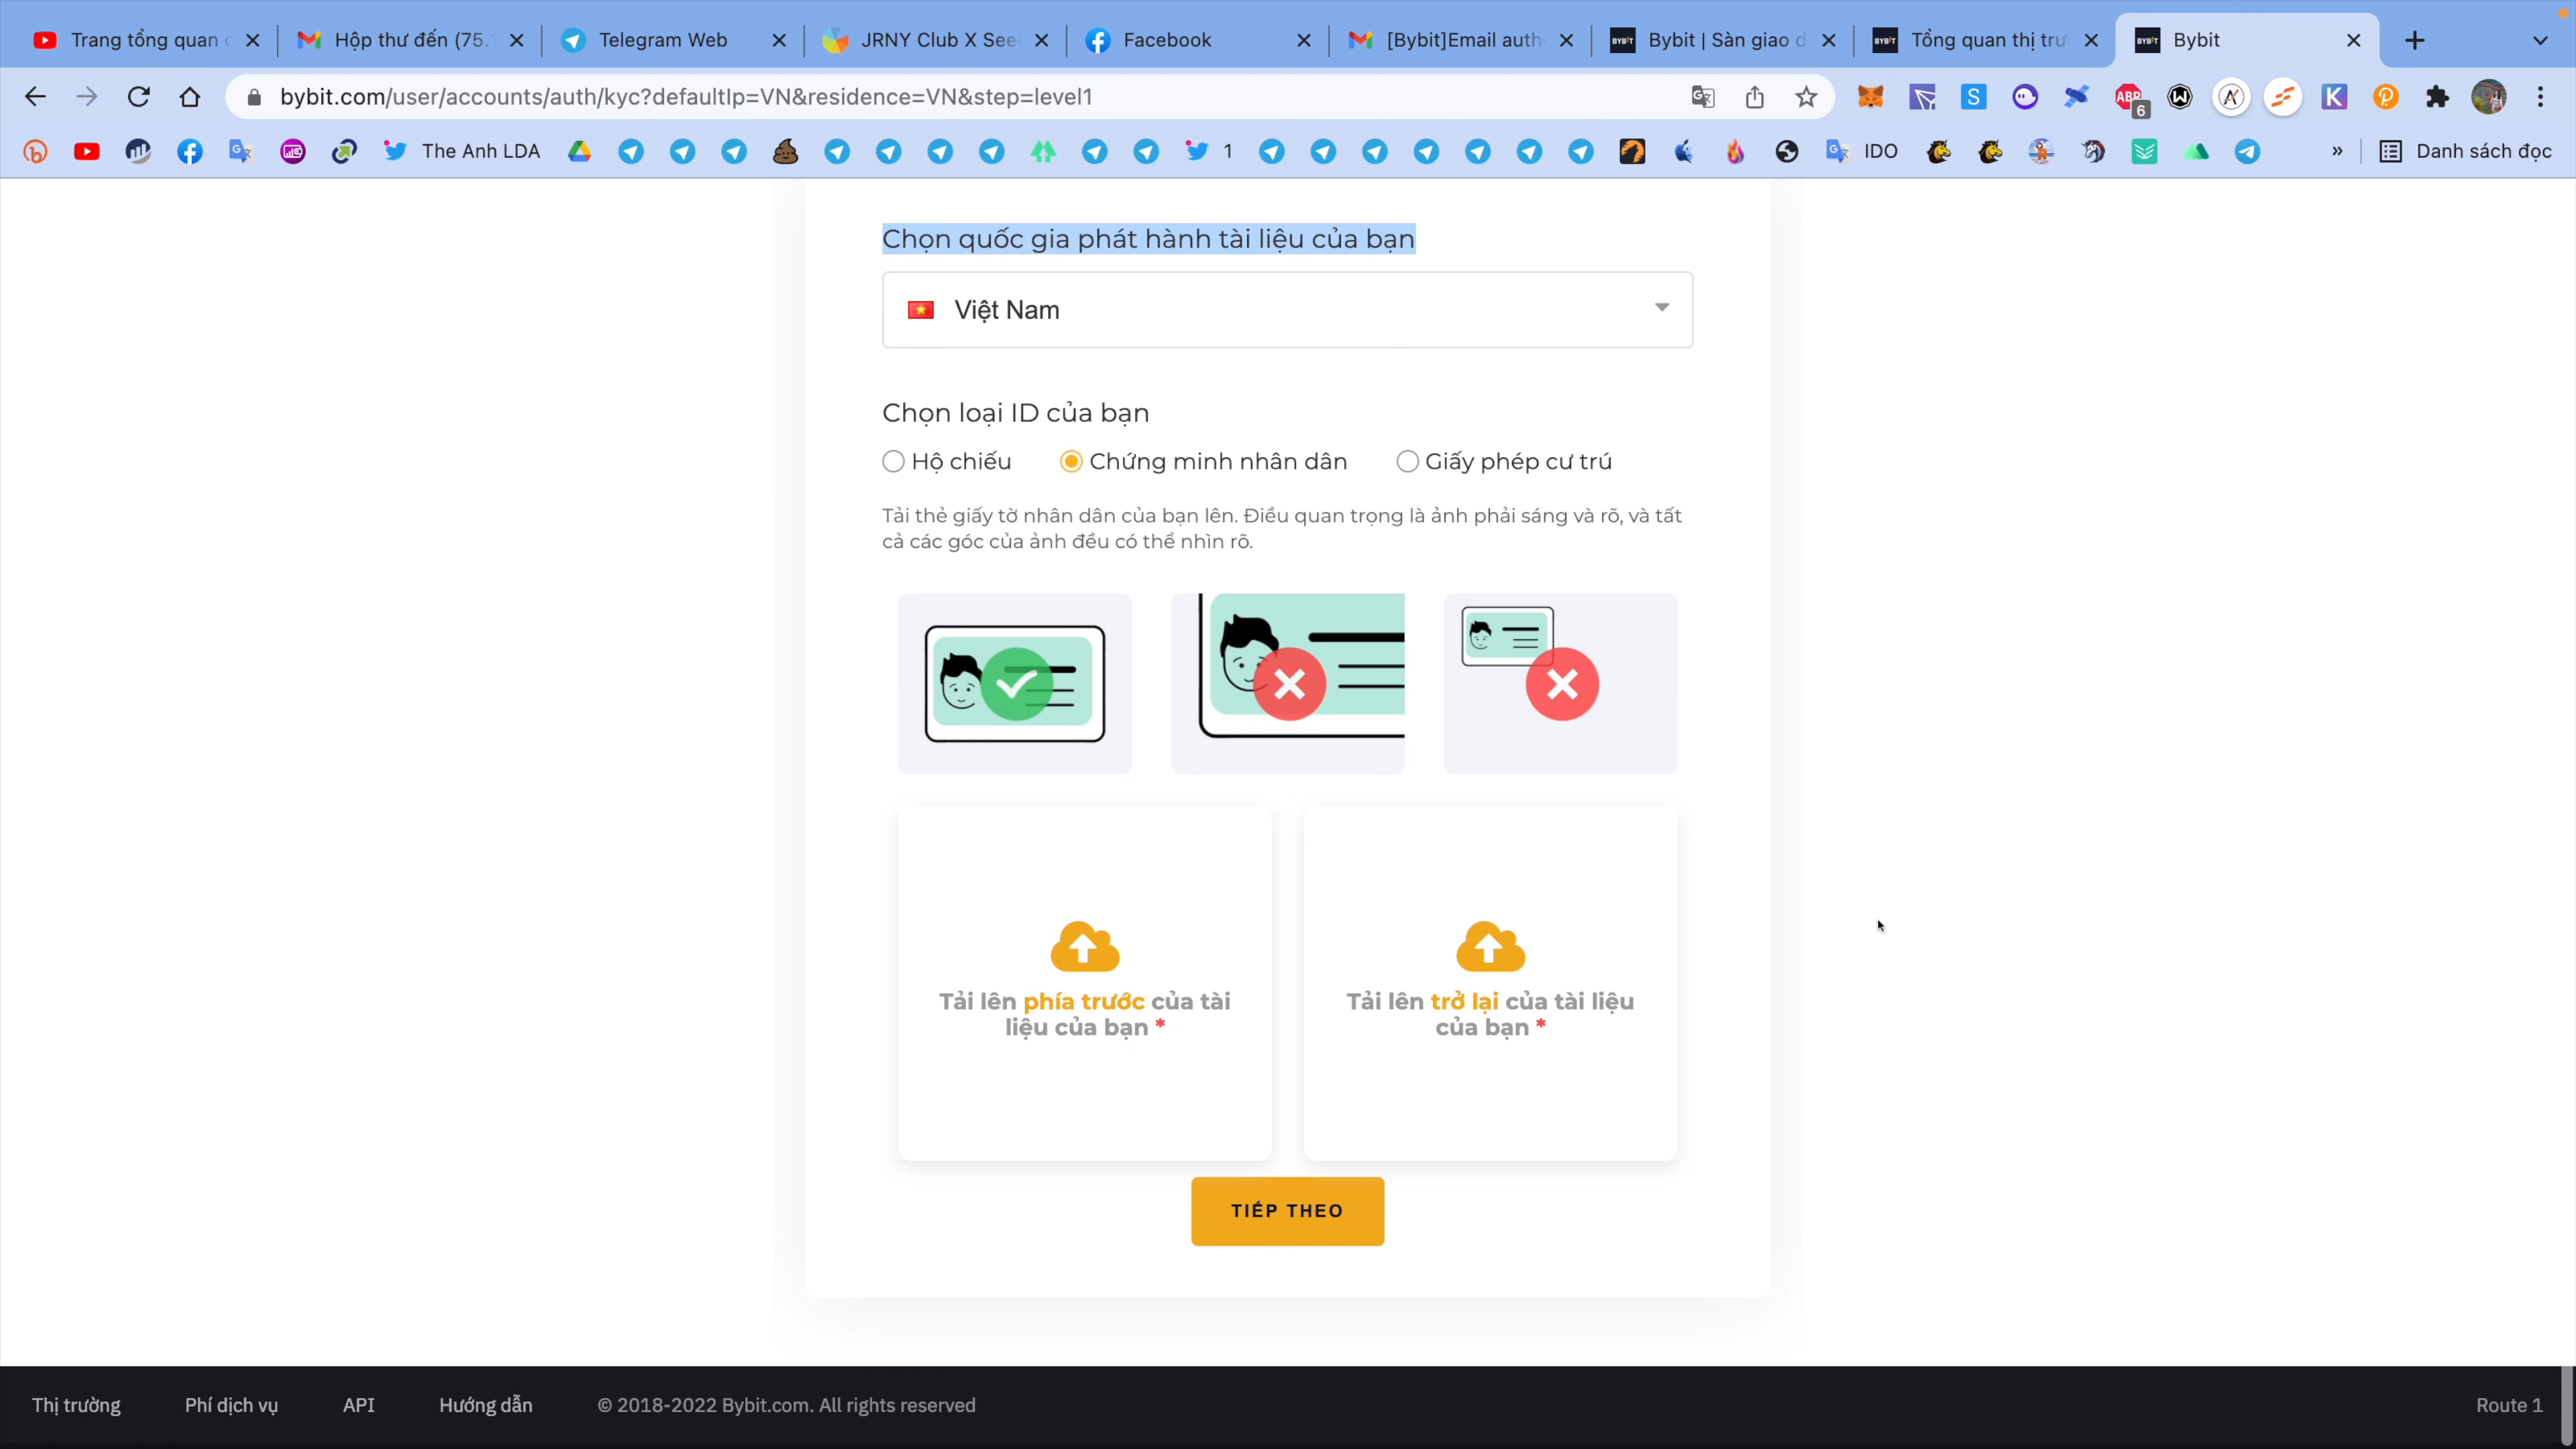 Trang tổng quan
Hộp thư đến (75.
Telegram Web
JRNY Club X See
Facebook
[Bybit]Email auth
Bybit | Sàn giao d
Tổng quan thị trư
Bybit
bybit.com/user/accounts/auth/kyc?defaultIp=VN&residence=VN&step=level1
ABP
6
The Anh LDA
1
IDO
Danh sách đọc
Chọn quốc gia phát hành tài liệu của bạn
Việt Nam
Chọn loại ID của bạn
Hộ chiếu
Chứng minh nhân dân
Giấy phép cư trú
Tải thẻ giấy tờ nhân dân của bạn lên. Điều quan trọng là ảnh phải sáng và rõ, và tất
cả các góc của ảnh đều có thể nhìn rõ.
Tải lên phía trước của tài
liệu của bạn *
Tải lên trở lại của tài liệu
của bạn *
TIẾP THEO
Thị trường
Phí dịch vụ
API
Hướng dẫn
© 2018-2022 Bybit.com. All rights reserved
Route 1